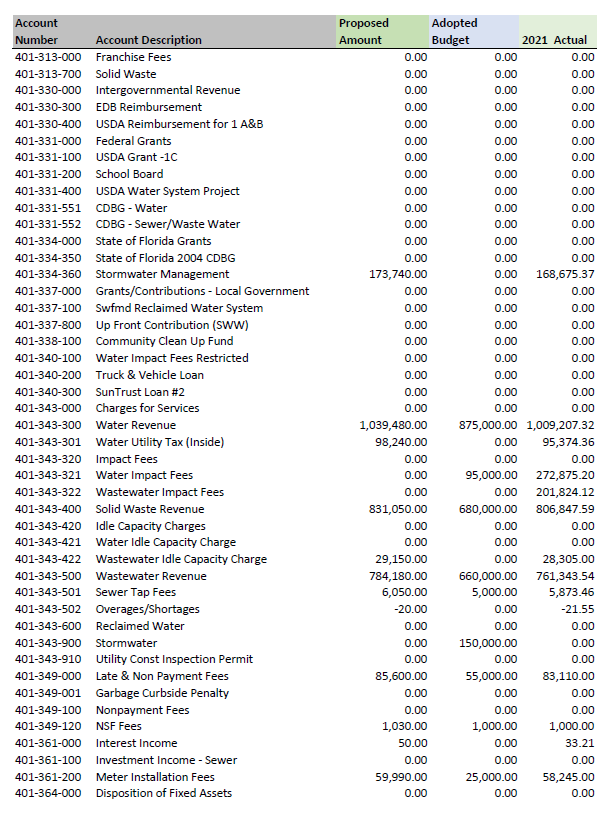 Account Proposed Adopted
Number Account Description Amount Budget 2021 Actual
401-313-000 Franchise Fees 0.00 0.00 0.00
401-313-700 Solid Waste 0.00 0.00 0.00
401-330-000 Intergovernmental Revenue 0.00 0.00 0.00
401-330-300 EDB Reimbursement 0.00 0.00 0.00
401-330-400 USDA Reimbursement for 1 A&B 0.00 0.00 0.00
401-331-000 Federal Grants 0.00 0.00 0.00
401-331-100 USDA Grant -1C 0.00 0.00 0.00
401-331-200 School Board 0.00 0.00 0.00
401-331-400 USDA Water System Project 0.00 0.00 0.00
401-331-551 CDBG - Water 0.00 0.00 0.00
401-331-552 CDBG - Sewer/Waste Water 0.00 0.00 0.00
401-334-000 State of Florida Grants 0.00 0.00 0.00
401-334-350 State of Florida 2004 CDBG 0.00 0.00 0.00
401-334-360 Stormwater Management 173,740.00 0.00 168,675.37
401-337-000 Grants/Contributions - Local Government 0.00 0.00 0.00
401-337-100 Swfmd Reclaimed Water System 0.00 0.00 0.00
401-337-800 Up Front Contribution (SWW) 0.00 0.00 0.00
401-338-100 Community Clean Up Fund 0.00 0.00 0.00
401-340-100 Water Impact Fees Restricted 0.00 0.00 0.00
401-340-200 Truck & Vehicle Loan 0.00 0.00 0.00
401-340-300 SunTrust Loan #2 0.00 0.00 0.00
401-343-000 Charges for Services 0.00 0.00 0.00
401-343-300 Water Revenue 1,039,480.00 875,000.00 1,009,207.32
401-343-301 Water Utility Tax (Inside) 98,240.00 0.00 95,374.36
401-343-320 Impact Fees 0.00 0.00 0.00
401-343-321 Water Impact Fees 0.00 95,000.00 272,875.20
401-343-322 Wastewater Impact Fees 0.00 0.00 201,824.12
401-343-400 Solid Waste Revenue 831,050.00 680,000.00 806,847.59
401-343-420 Idle Capacity Charges 0.00 0.00 0.00
401-343-421 Water Idle Capacity Charge 0.00 0.00 0.00
401-343-422 Wastewater Idle Capacity Charge 29,150.00 0.00 28,305.00
401-343-500 Wastewater Revenue 784,180.00 660,000.00 761,343.54
401-343-501 Sewer Tap Fees 6,050.00 5,000.00 5,873.46
401-343-502 Overages/Shortages -20.00 0.00 -21.55
401-343-600 Reclaimed Water 0.00 0.00 0.00
401-343-900 Stormwater 0.00 150,000.00 0.00
401-343-910 Utility Const Inspection Permit 0.00 0.00 0.00
401-349-000 Late & Non Payment Fees 85,600.00 55,000.00 83,110.00
401-349-001 Garbage Curbside Penalty 0.00 0.00 0.00
401-349-100 Nonpayment Fees 0.00 0.00 0.00
401-349-120 NSF Fees 1,030.00 1,000.00 1,000.00
401-361-000 Interest Income 50.00 0.00 33.21
401-361-100 Investment Income - Sewer 0.00 0.00 0.00
401-361-200 Meter Installation Fees 59,990.00 25,000.00 58,245.00
401-364-000 Disposition of Fixed Assets 0.00 0.00 0.00